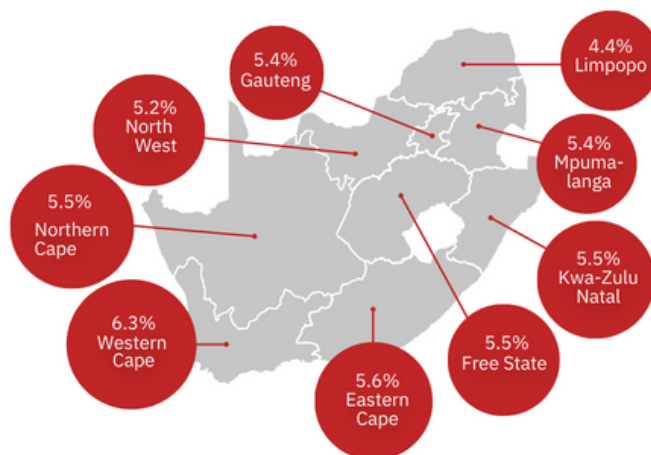 4.4%
Limpopo
5.4%
Gauteng
5.2%
North
West
5.4%
Mpuma-
langa
5.5%
Northern
Cape
5.5%
Kwa-Zulu
Natal
6.3%
Western
Cape
5.5%
Free State
5.6%
Eastern
Cape